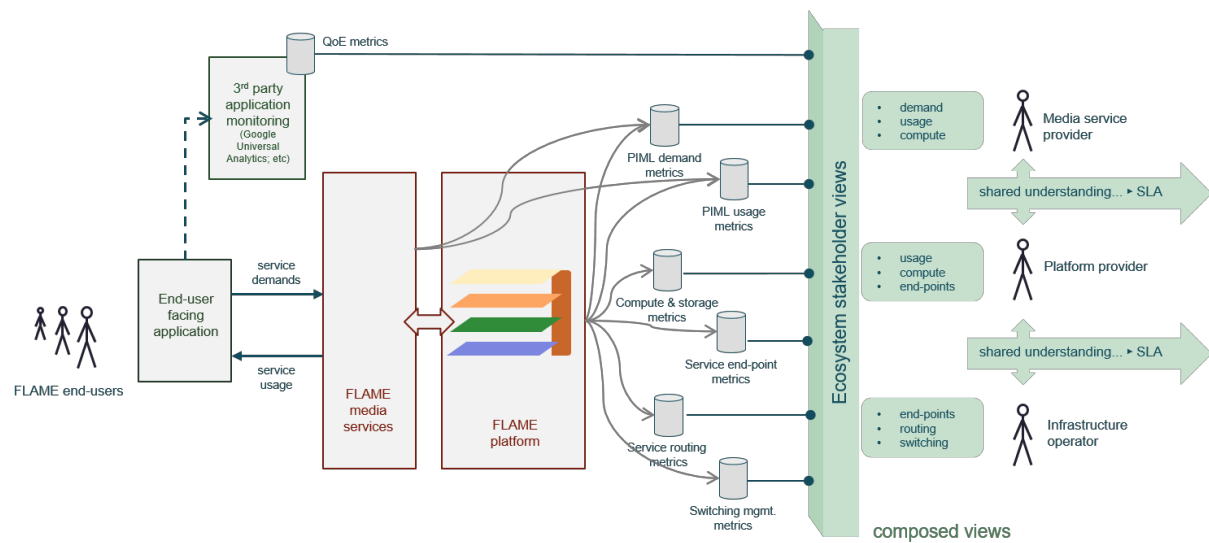 QoE metrics
3rd party
application
monitoring
(Google
Universal
Analytics; etc)
PIML demand
metrics
PIML usage
metrics
service
demands
End-user
facing
application
service
usage
FLAME end-users
FLAME
media
services
FLAME
platform
Compute & storage
metrics
Service end-point
metrics
Service routing
metrics
Switching mgmt.
metrics
Ecosystem stakeholder views
• demand
• usage
• compute
Media service
provider
shared understanding... ▸ SLA
• usage
• compute
• end-points
Platform provider
shared understanding... ▸ SLA
• end-points
• routing
• switching
Infrastructure
operator
composed views